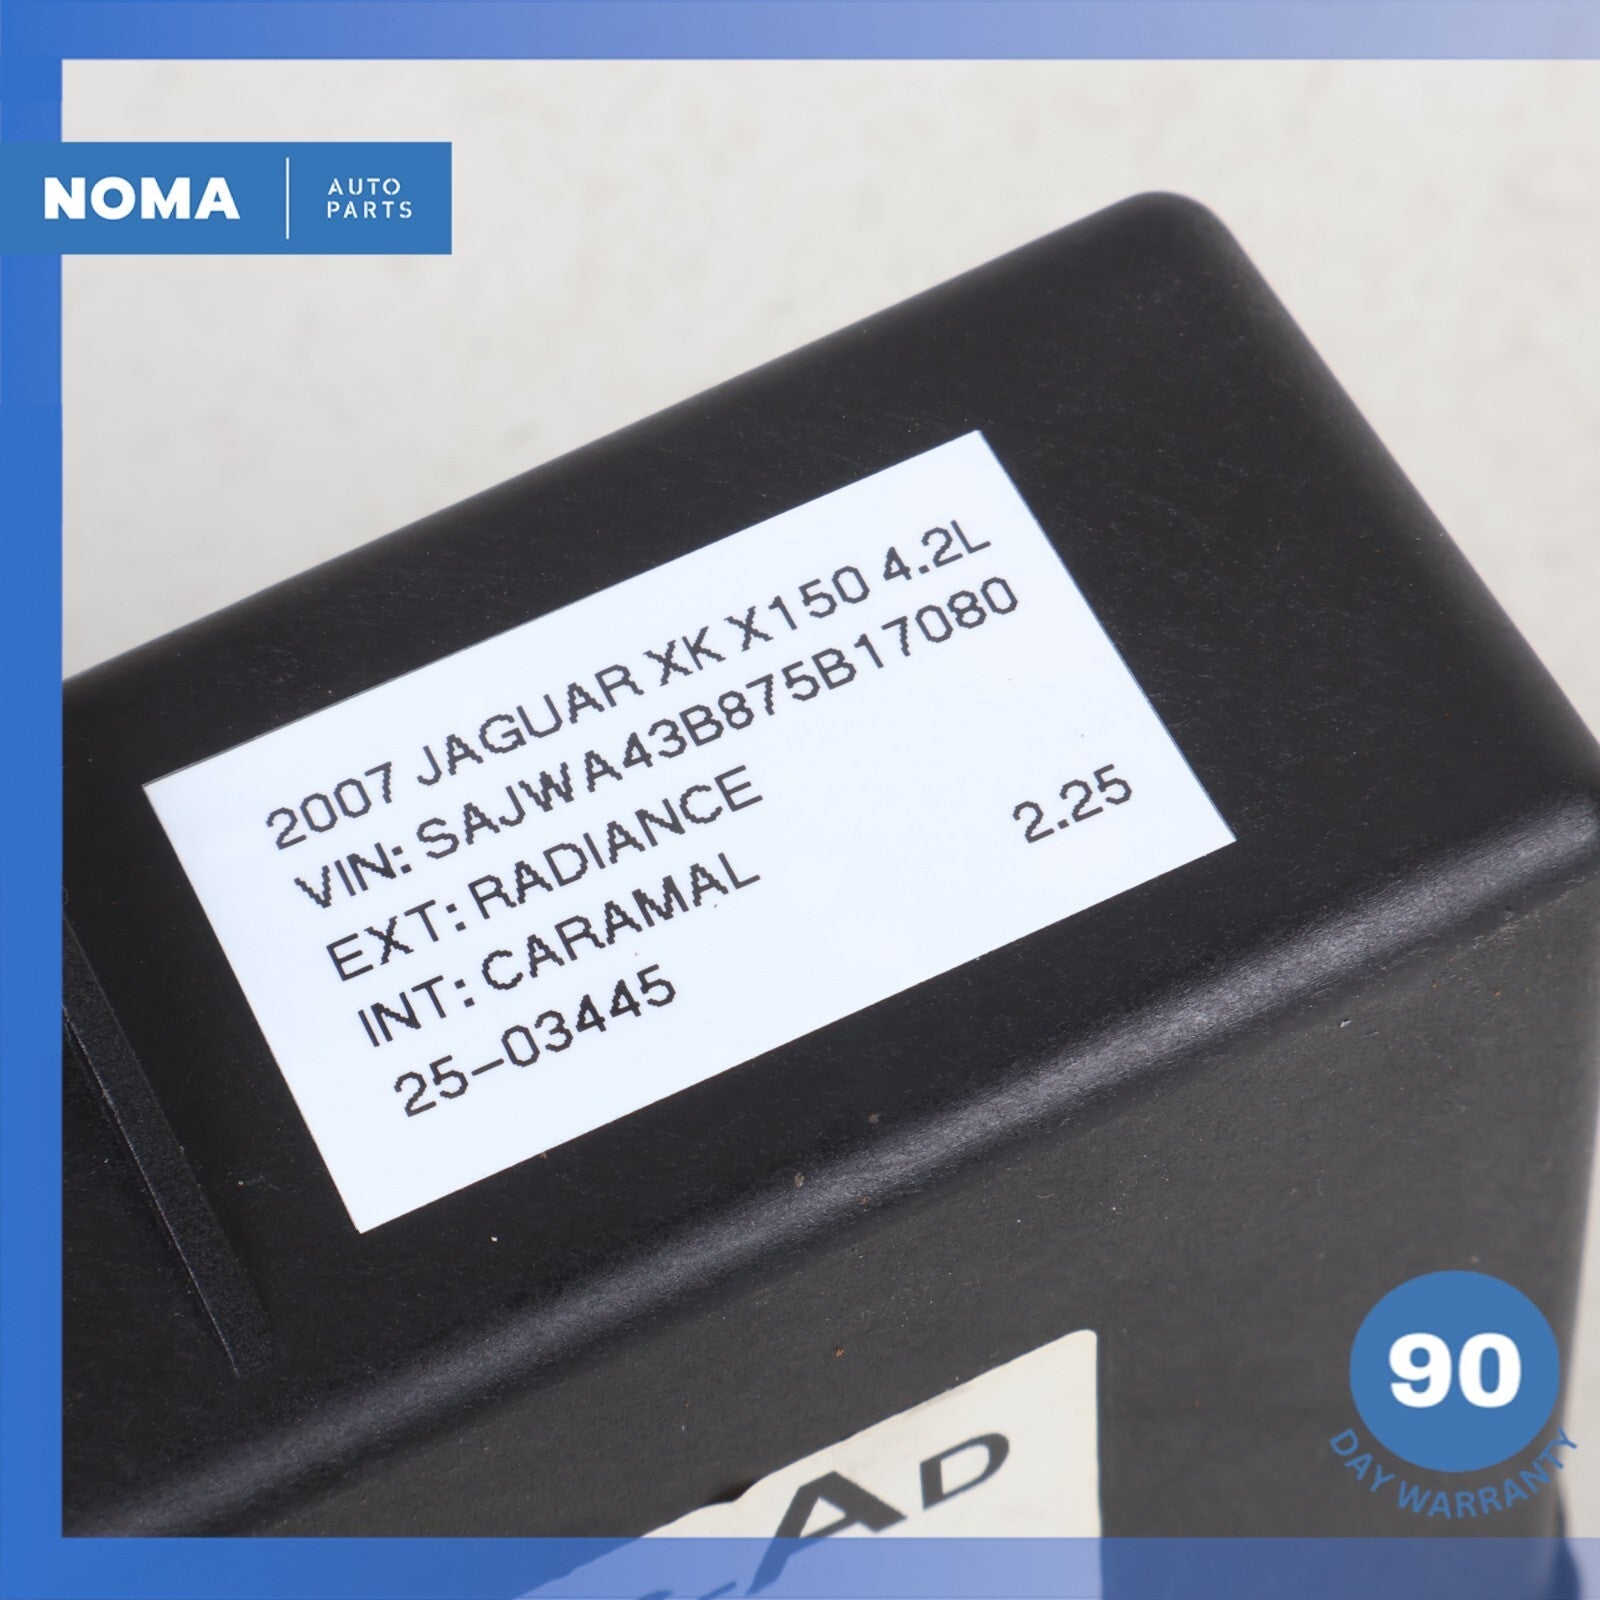 NOMA
AUTO
PARTS
2007 JAGUAR XK X150 4.2L
VIN: SAJWA43B875B17080
EXT: RADIANCE
INT: CARAMAL
2.25
25-03445
AD
90
DAY WARRANTY